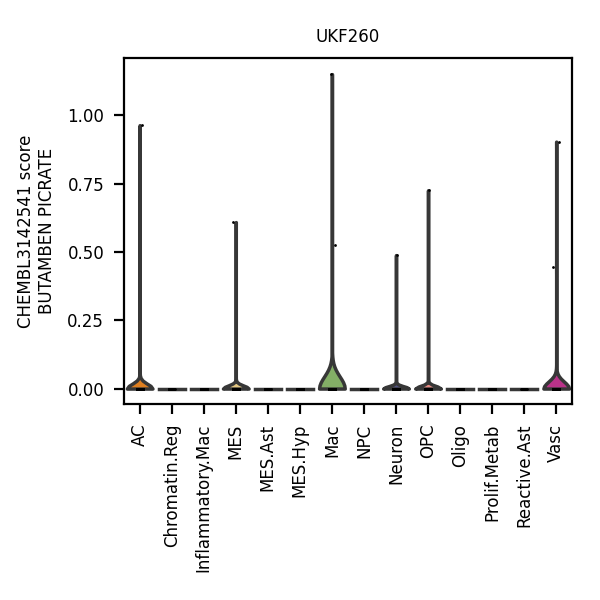 UKF260
CHEMBL3142541 score
BUTAMBEN PICRATE
1.00
0.75
0.50
0.25
0.00
AC
Chromatin.Reg
Inflammatory.Mac
MES
MES.Ast
MES.Hyp
Mac
NPC
Neuron
OPC
Oligo
Prolif.Metab
Reactive.Ast
Vasc